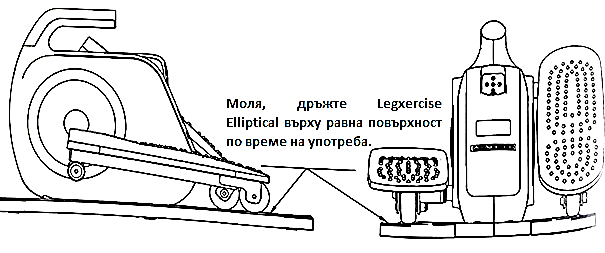 Моля, дръжте Legxercise
Elliptical върху равна повърхност
по време на употреба.